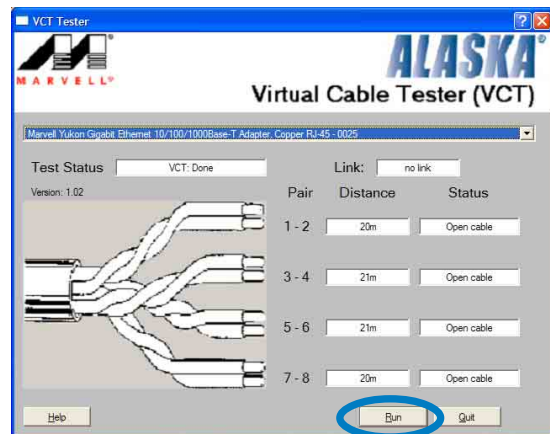 VCT Tester
MARVELL®
ALASKA®
Virtual Cable Tester (VCT)
Marvell Yukon Gigabit Ethernet 10/100/1000Base-T Adapter, Copper RJ-45 - 0025
Test Status VCT: Done Link: no link
Version: 1.02
Pair Distance Status
1 - 2 20m Open cable
3 - 4 21m Open cable
5 - 6 21m Open cable
7 - 8 20m Open cable
Help Run Quit